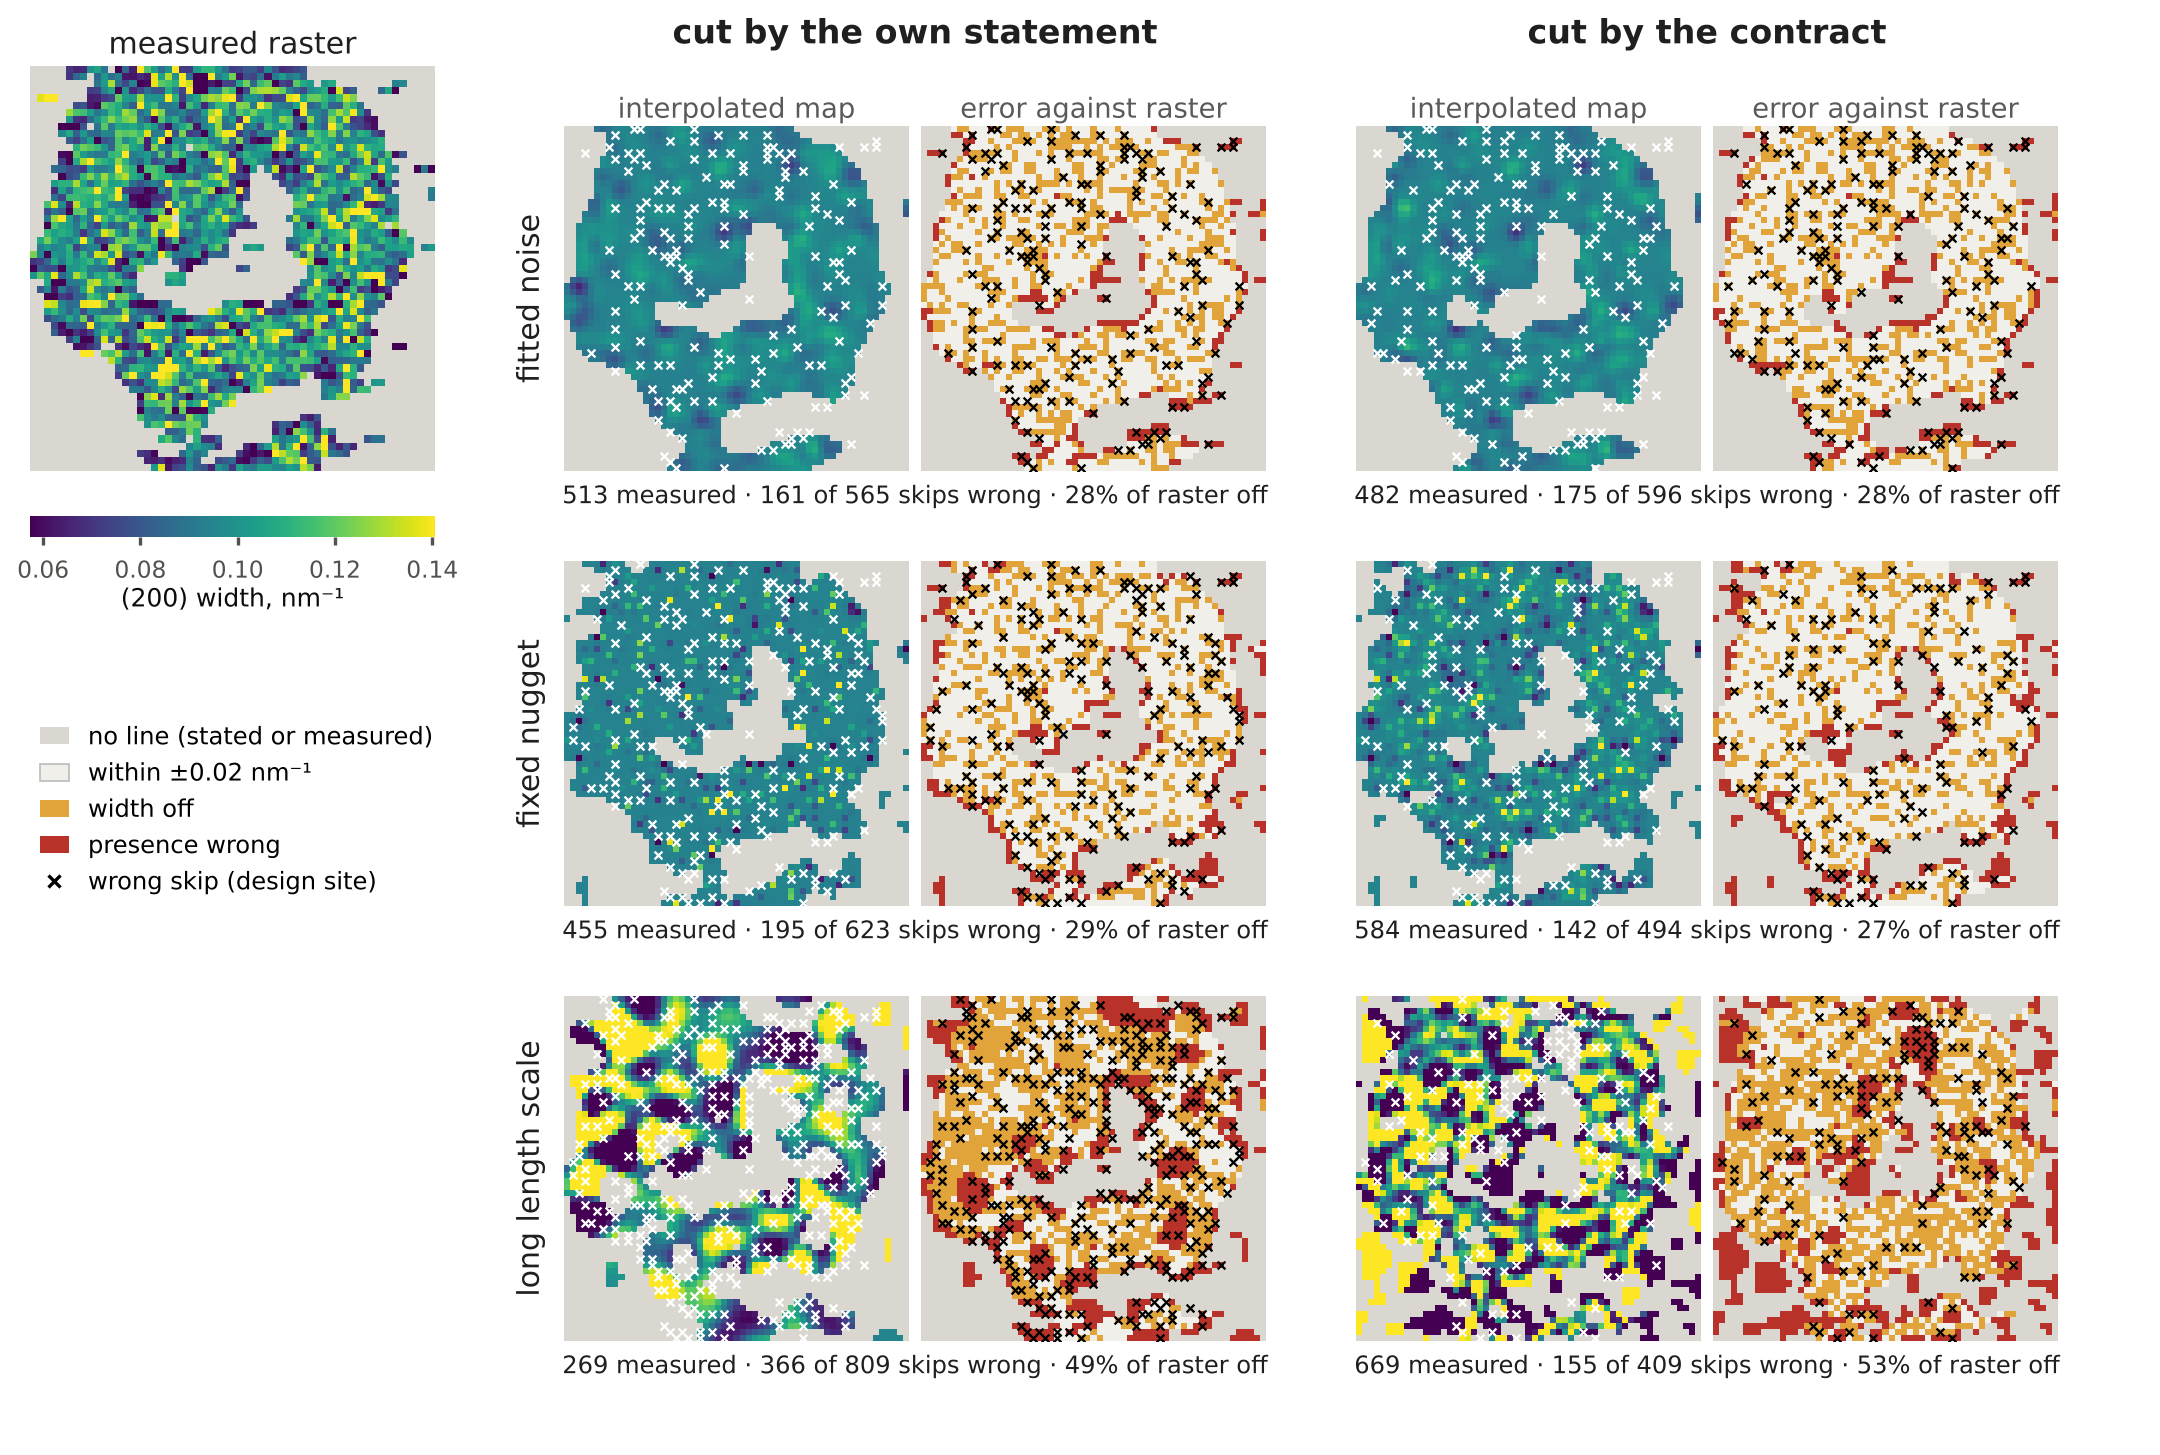 cut by the own statement
cut by the contract
measured raster
interpolated map
error against raster
interpolated map
error against raster
fitted noise
513 measured · 161 of 565 skips wrong · 28% of raster off
482 measured · 175 of 596 skips wrong · 28% of raster off
0.06 0.08 0.10 0.12 0.14
(200) width, nm⁻¹
no line (stated or measured)
within ±0.02 nm⁻¹
width off
presence wrong
wrong skip (design site)
fixed nugget
455 measured · 195 of 623 skips wrong · 29% of raster off
584 measured · 142 of 494 skips wrong · 27% of raster off
long length scale
269 measured · 366 of 809 skips wrong · 49% of raster off
669 measured · 155 of 409 skips wrong · 53% of raster off